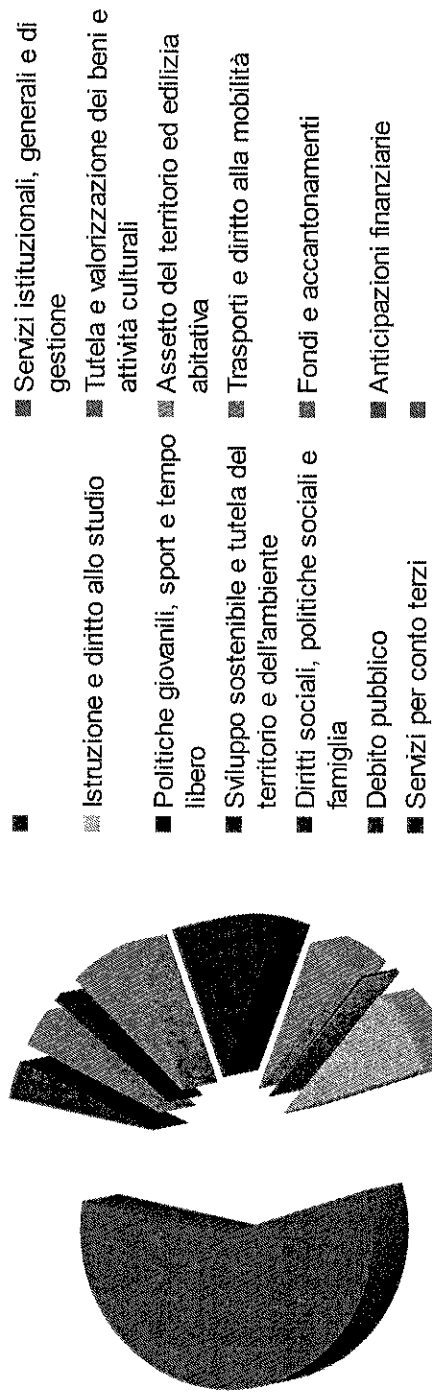 Servizi istituzionali, generali e di
gestione
Istruzione e diritto allo studio
Tutela e valorizzazione dei beni e
attività culturali
Politiche giovanili, sport e tempo
libero
Assetto del territorio ed edilizia
abitativa
Sviluppo sostenibile e tutela del
territorio e dell'ambiente
Trasporti e diritto alla mobilità
Diritti sociali, politiche sociali e
famiglia
Fondi e accantonamenti
Debito pubblico
Anticipazioni finanziarie
Servizi per conto terzi